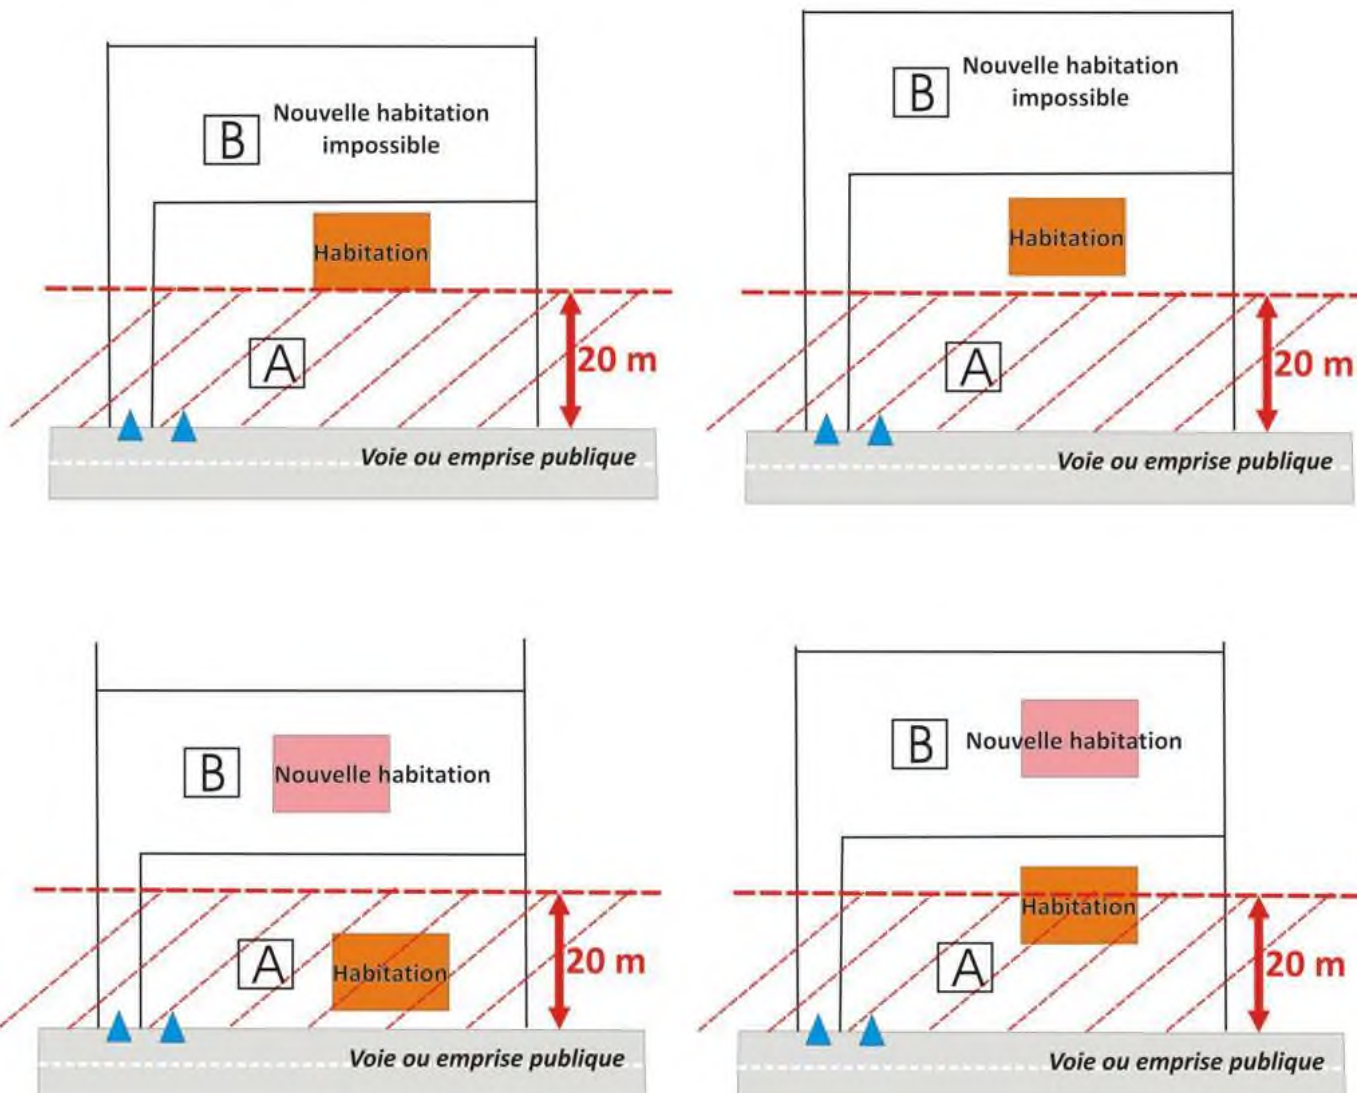 Nouvelle habitation
impossible
B
Habitation
A
20 m
Voie ou emprise publique
Nouvelle habitation
impossible
B
Habitation
A
20 m
Voie ou emprise publique
B
Nouvelle habitation
A
Habitation
20 m
Voie ou emprise publique
B
Nouvelle habitation
Habitation
A
20 m
Voie ou emprise publique